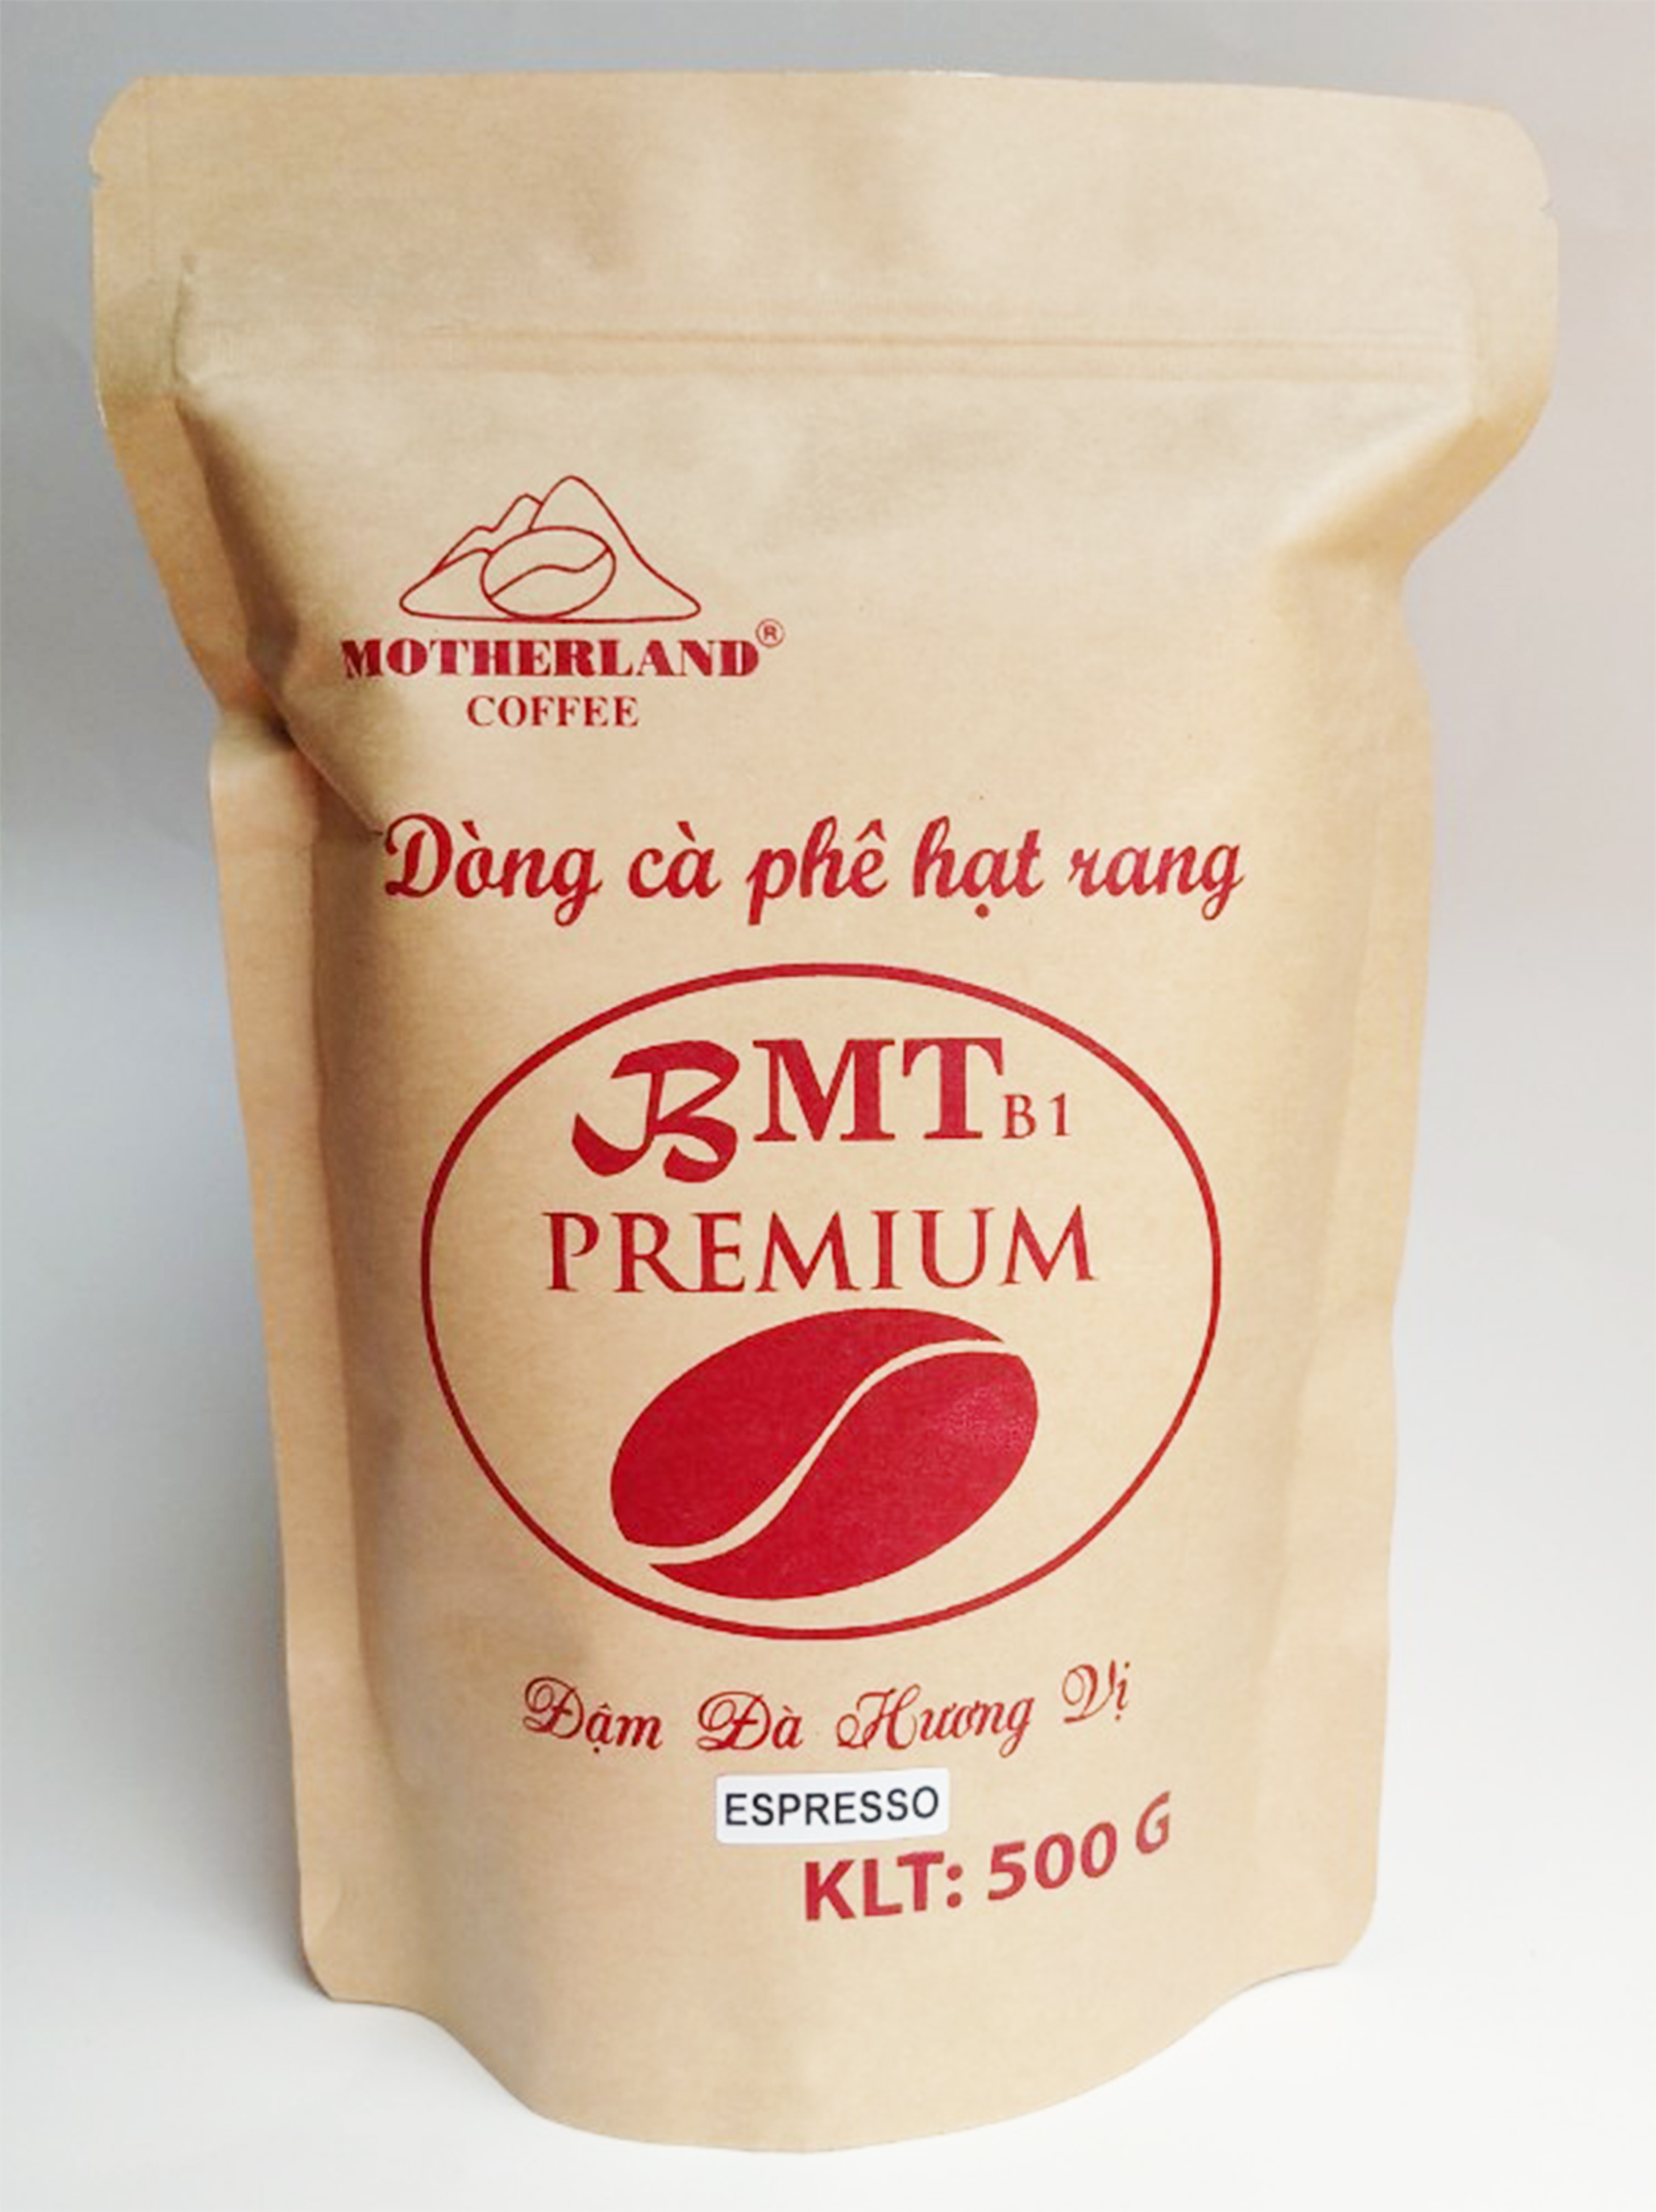 MOTHERLAND®
COFFEE
Dòng cà phê hạt rang
BMT B1
PREMIUM
Đậm Đà Hương Vị
ESPRESSO
KLT: 500 G